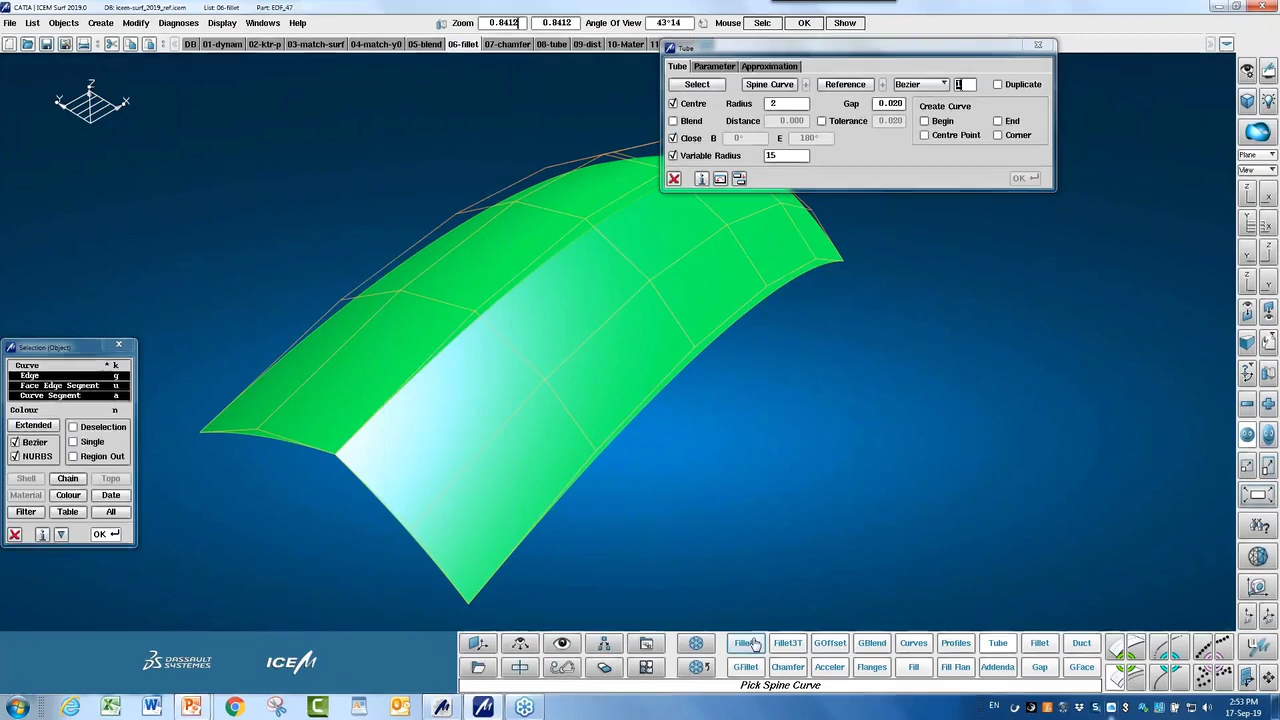 CATIA | ICEM Surf 2019.0 DB: icem-surf_2019_ref.icem Part: EDF_47
File List Objects Create Modify Diagnoses Display Windows Help
Zoom 0.8412 0.8412 Angle Of View 43°14 Mouse Selc OK Show
DB 01-dynam 02-ktr-p 03-match-surf 04-match-y0 05-blend 06-fillet 07-chamfer 08-tube 09-dist 10-Mater 11
Tube
Tube Parameter Approximation
Select Spine Curve + Reference + Bezier Duplicate
Centre Radius 2 Gap 0.020 Create Curve
Blend Distance 0.000 Tolerance 0.020 Begin End
Close B 0° E 180° Centre Point Corner
Variable Radius 15
OK
Z
X
Plane
View
Selection (Object)
Curve * k
Edge g
Face Edge Segment u
Curve Segment a
Colour n
Extended Deselection
Bezier Single
NURBS Region Out
Shell Chain Topo
Material Colour Date
Filter Table All
OK
Fillet3T GOffset GBlend Curves Profiles Tube Fillet Duct
GFillet Chamfer Acceler Flanges Fill Fill Flan Addenda Gap GFace
Pick Spine Curve
DASSAULT SYSTEMES
ICEM
EN
2:53 PM
17-Sep-19